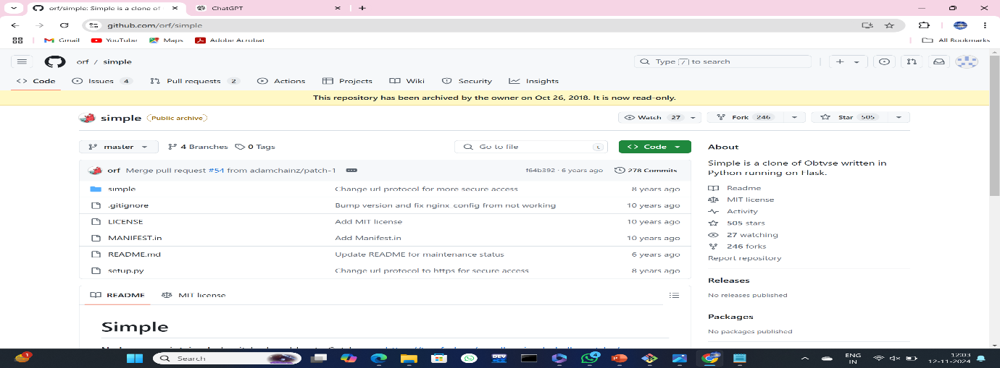 orf/simple: Simple is a clone of
ChatGPT
github.com/orf/simple
Gmail YouTube Maps Adobe Acrobat All Bookmarks
orf / simple Type / to search
Code Issues 4 Pull requests 2 Actions Projects Wiki Security Insights
This repository has been archived by the owner on Oct 26, 2018. It is now read-only.
simple Public archive Watch 27 Fork 246 Star 505
master 4 Branches 0 Tags Go to file t Code
orf Merge pull request #54 from adamchainz/patch-1 f64b392 · 6 years ago 278 Commits
simple Change url protocol for more secure access 8 years ago
.gitignore Bump version and fix nginx_config from not working 10 years ago
LICENSE Add MIT license 10 years ago
MANIFEST.in Add Manifest.in 10 years ago
README.md Update README for maintenance status 6 years ago
setup.py Change url protocol to https for secure access 8 years ago
README MIT license
Simple
About
Simple is a clone of Obtvse written in
Python running on Flask.
Readme
MIT license
Activity
505 stars
27 watching
246 forks
Report repository
Releases
No releases published
Packages
No packages published
1 Search DEV 4 ENG 12:03
IN 12-11-2024